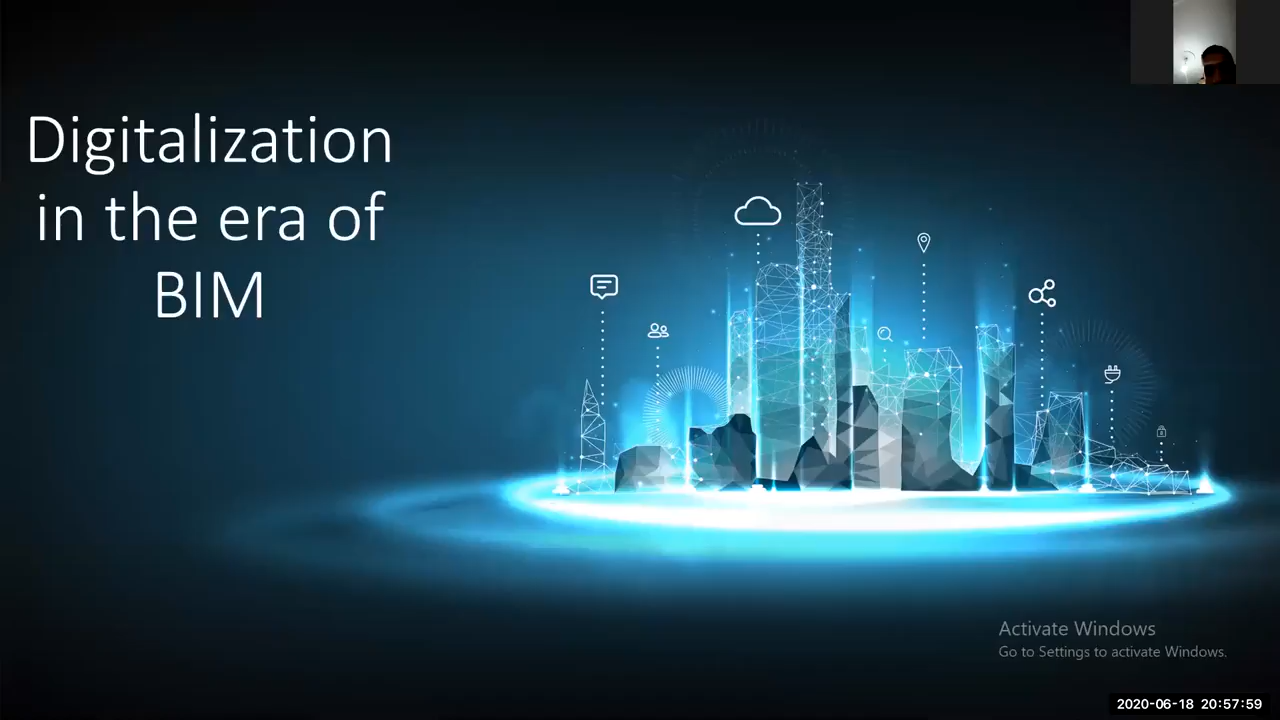 Digitalization
in the era of
BIM
Activate Windows
Go to Settings to activate Windows.
2020-06-18 20:57:59